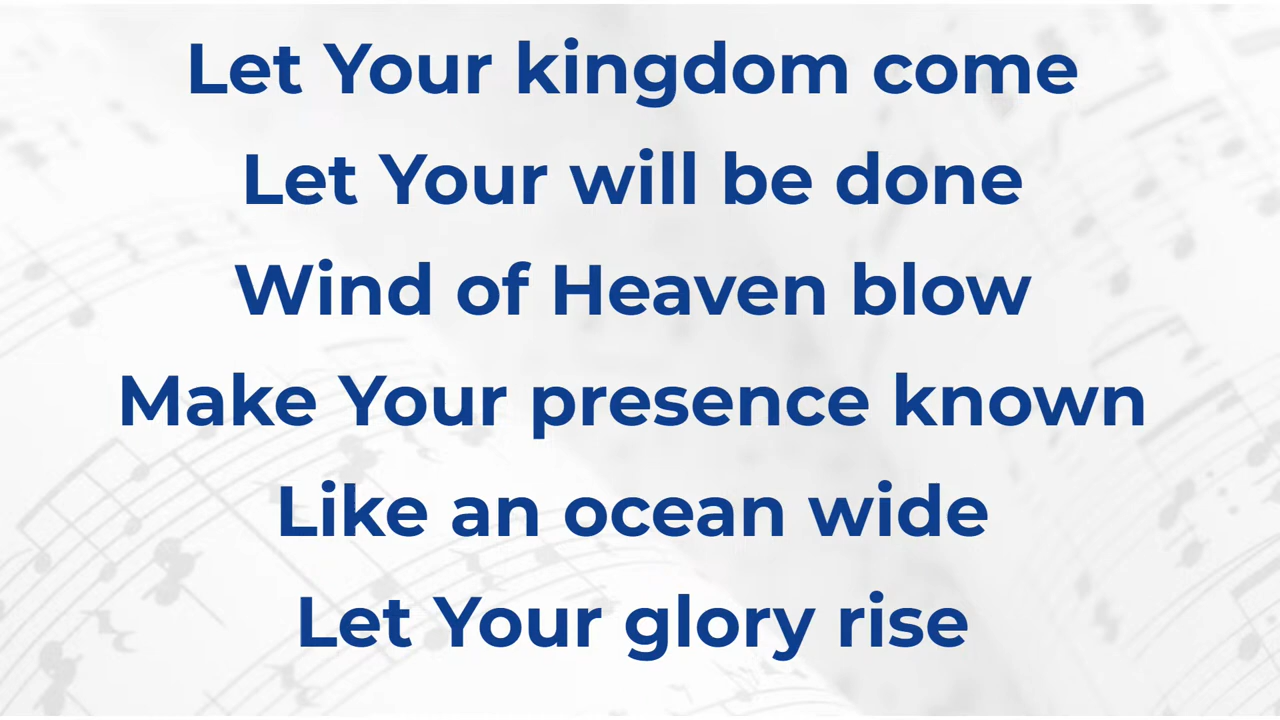 Let Your kingdom come
Let Your will be done
Wind of Heaven blow
Make Your presence known
Like an ocean wide
Let Your glory rise